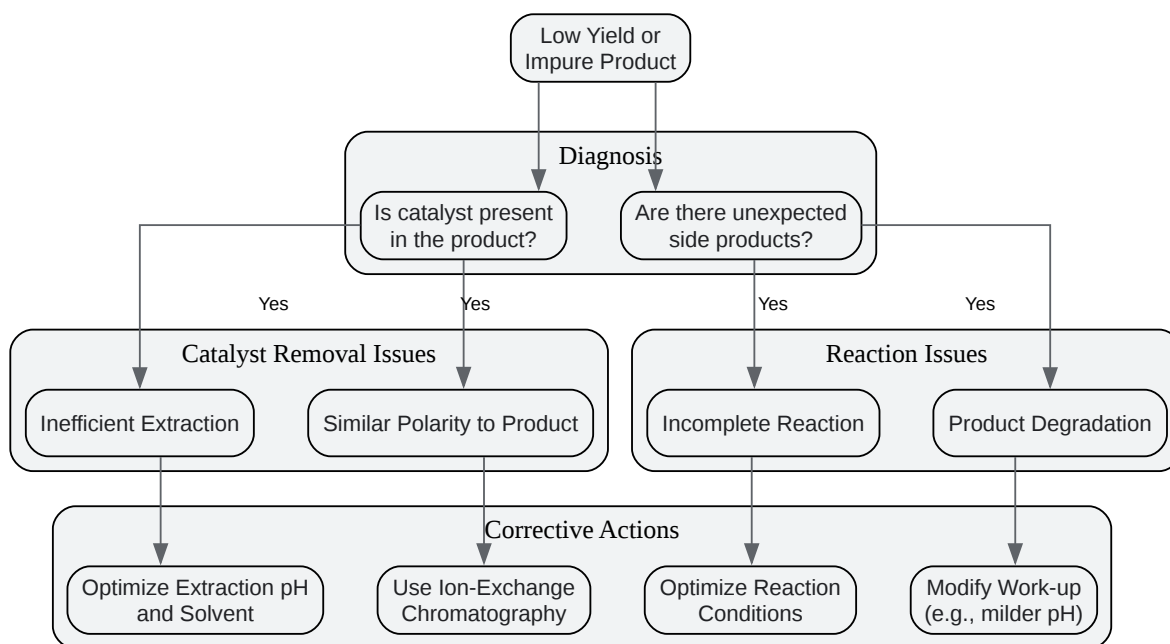 Low Yield or
Impure Product
Diagnosis
Is catalyst present
in the product?
Are there unexpected
side products?
Yes
Yes
Yes
Yes
Catalyst Removal Issues
Reaction Issues
Inefficient Extraction
Similar Polarity to Product
Incomplete Reaction
Product Degradation
Corrective Actions
Optimize Extraction pH
and Solvent
Use Ion-Exchange
Chromatography
Optimize Reaction
Conditions
Modify Work-up
(e.g., milder pH)